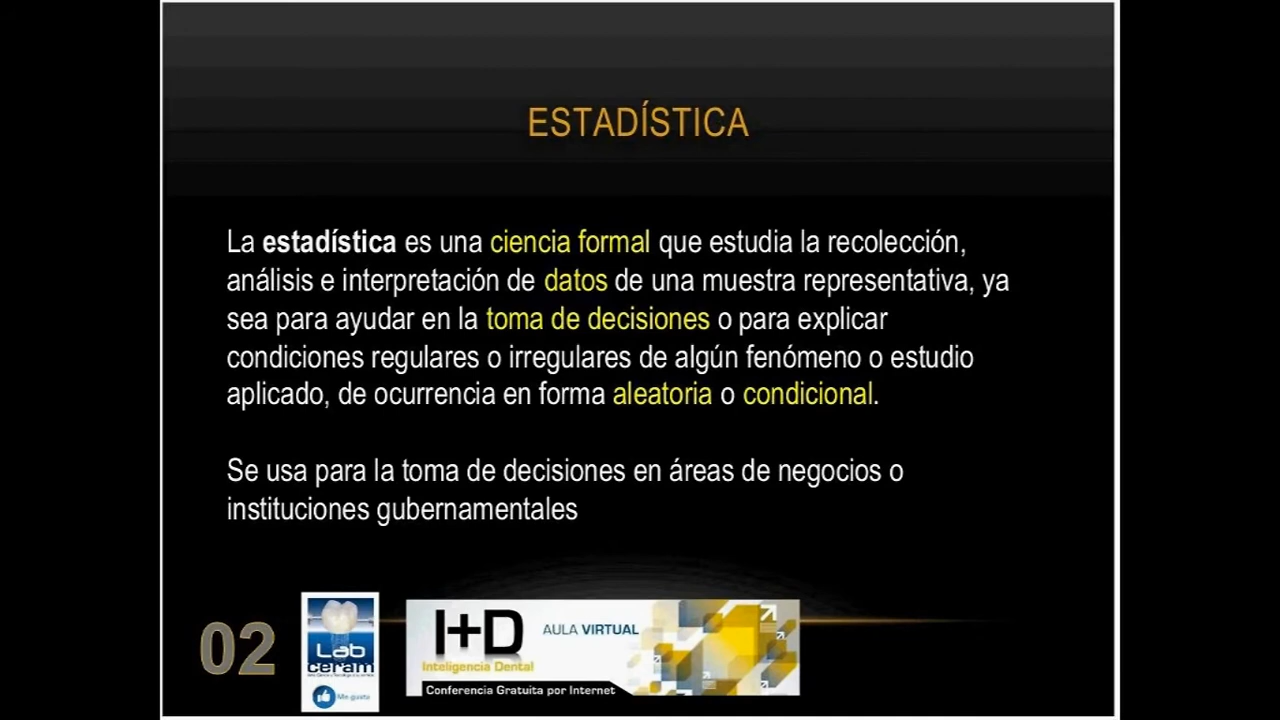 ESTADÍSTICA
La estadística es una ciencia formal que estudia la recolección,
análisis e interpretación de datos de una muestra representativa, ya
sea para ayudar en la toma de decisiones o para explicar
condiciones regulares o irregulares de algún fenómeno o estudio
aplicado, de ocurrencia en forma aleatoria o condicional.
Se usa para la toma de decisiones en áreas de negocios o
instituciones gubernamentales
02
Lab
ceram
Me gusta
I+D
AULA VIRTUAL
Inteligencia Dental
Conferencia Gratuita por Internet